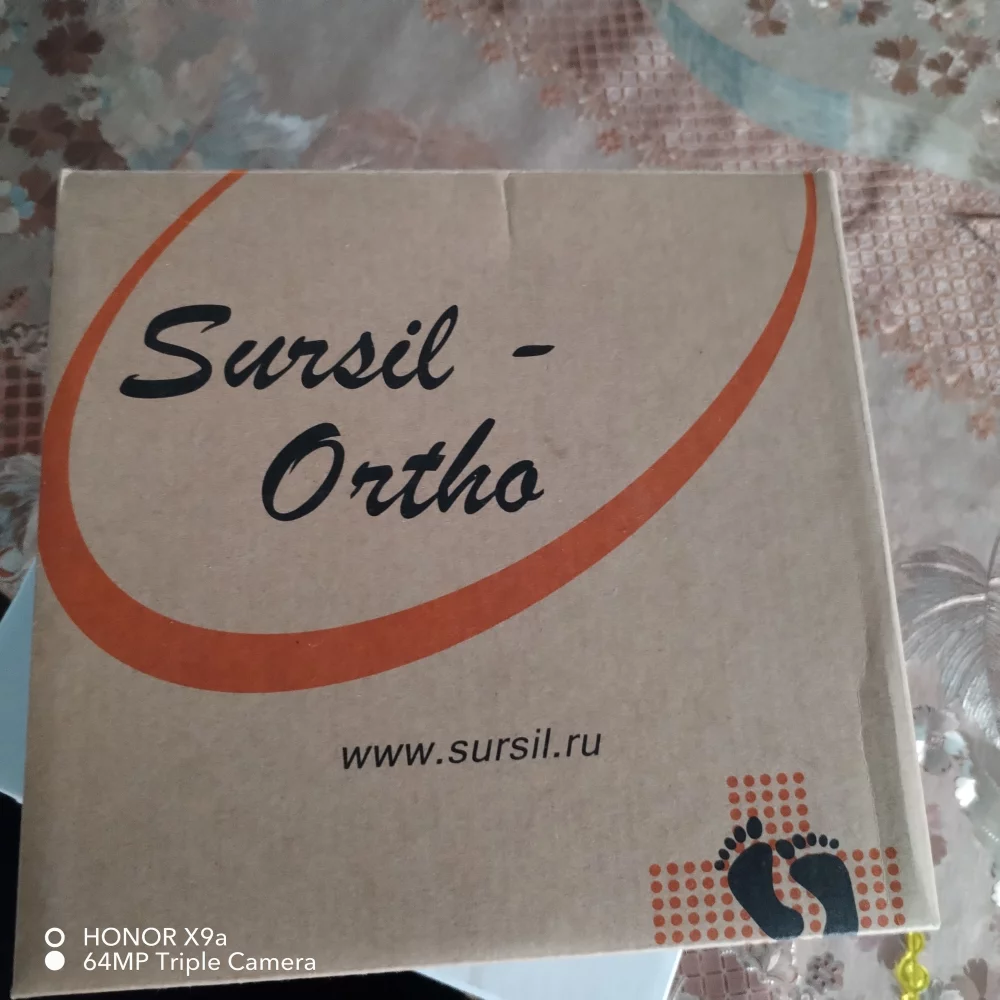 Sursil -
Ortho
www.sursil.ru
HONOR X9a
64MP Triple Camera